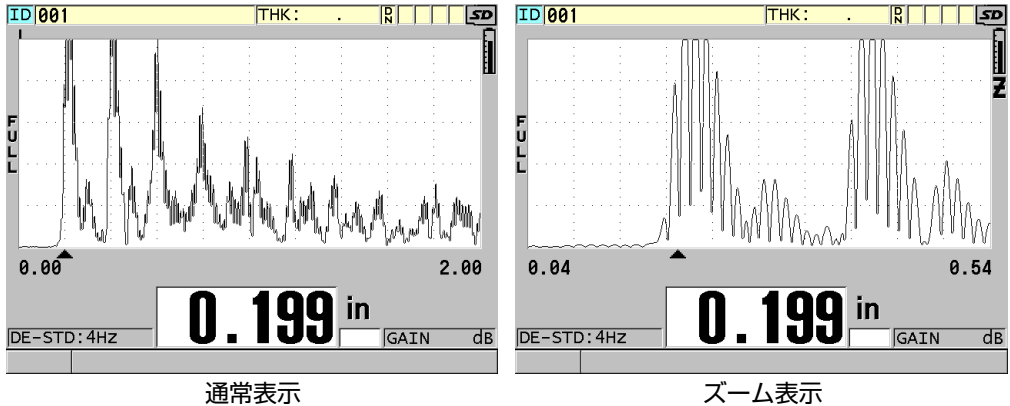 ID 001 THK: . DN SD
FULL
0.00 2.00
0.199 in
DE-STD:4Hz GAIN dB
通常表示
ID 001 THK: . DN SD
Z
FULL
0.04 0.54
0.199 in
DE-STD:4Hz GAIN dB
ズーム表示